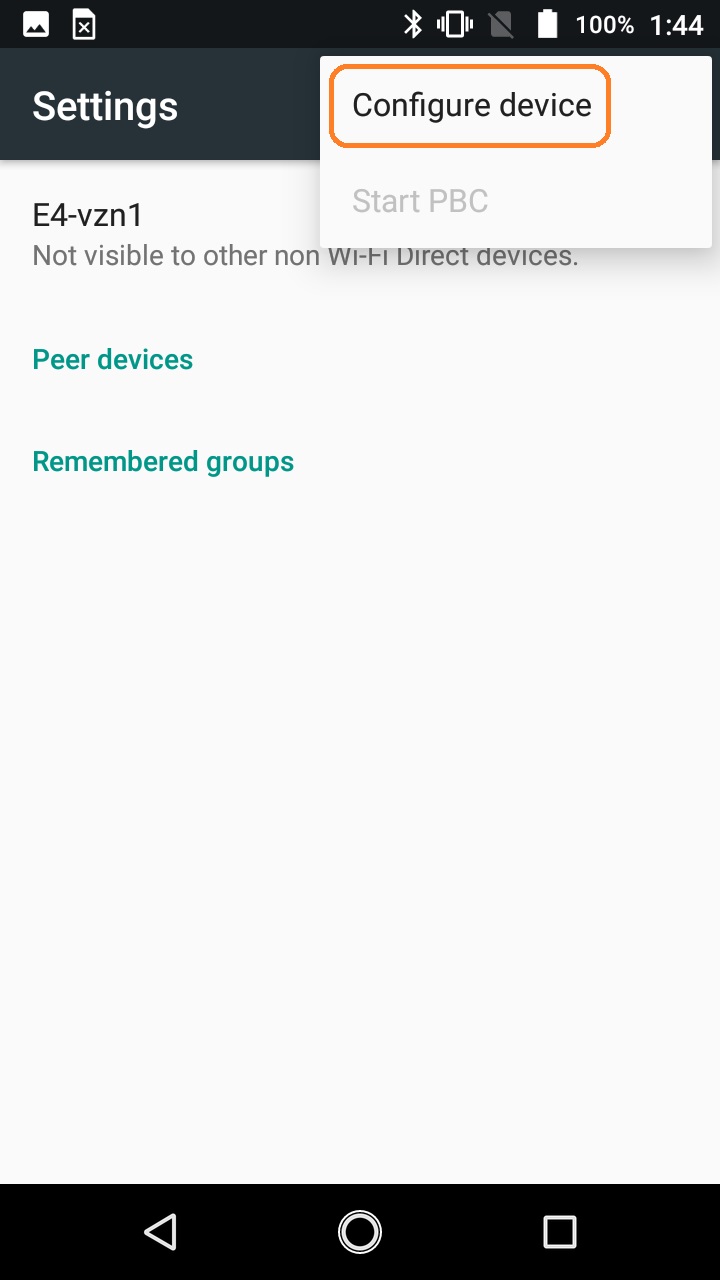 100% 1:44
Settings
Configure device
Start PBC
E4-vzn1
Not visible to other non Wi-Fi Direct devices.
Peer devices
Remembered groups